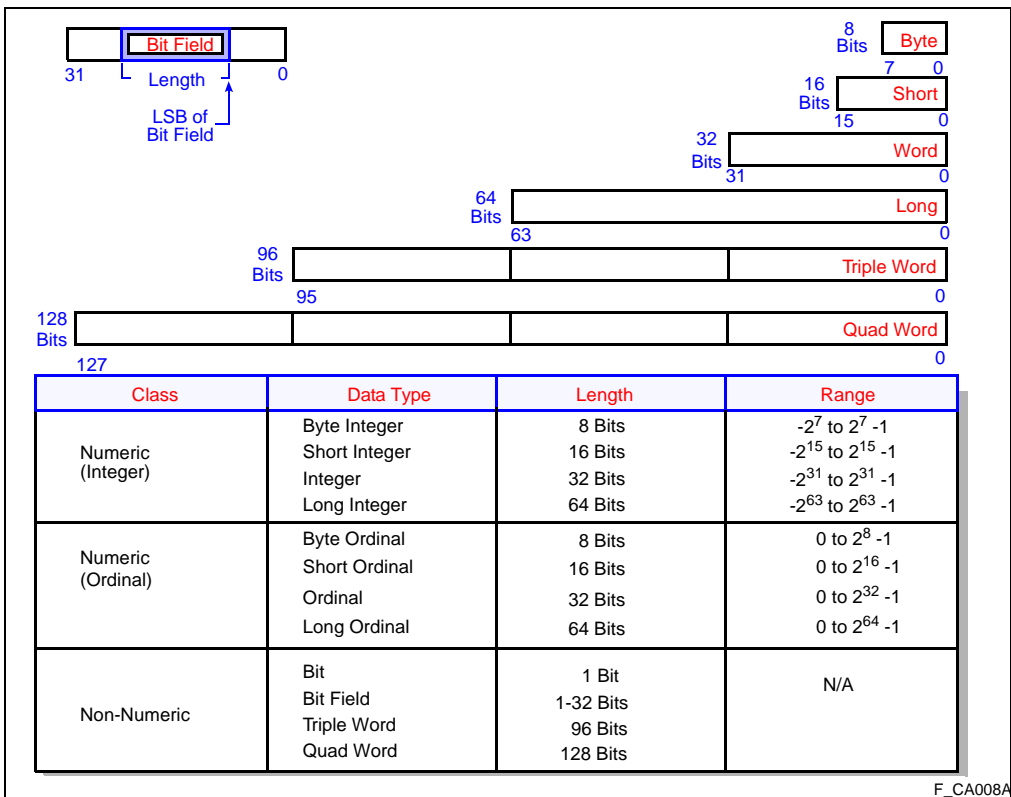 Bit Field
31
Length
0
LSB of
Bit Field
8
Bits
Byte
7 0
16
Bits
Short
15 0
32
Bits
Word
31 0
64
Bits
Long
63 0
96
Bits
Triple Word
95 0
128
Bits
Quad Word
127 0
Class Data Type Length Range
Numeric
(Integer)
Byte Integer 8 Bits -2^7 to 2^7 -1
Short Integer 16 Bits -2^15 to 2^15 -1
Integer 32 Bits -2^31 to 2^31 -1
Long Integer 64 Bits -2^63 to 2^63 -1
Numeric
(Ordinal)
Byte Ordinal 8 Bits 0 to 2^8 -1
Short Ordinal 16 Bits 0 to 2^16 -1
Ordinal 32 Bits 0 to 2^32 -1
Long Ordinal 64 Bits 0 to 2^64 -1
Non-Numeric
Bit 1 Bit
Bit Field 1-32 Bits
Triple Word 96 Bits
Quad Word 128 Bits
N/A
F_CA008A